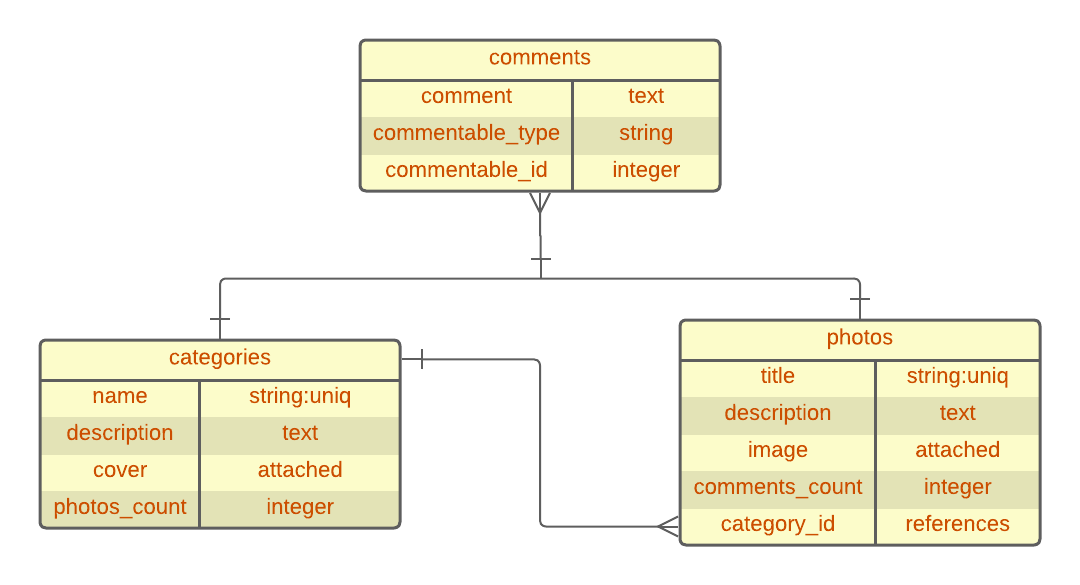 comments
comment text
commentable_type string
commentable_id integer
categories
name string:uniq
description text
cover attached
photos_count integer
photos
title string:uniq
description text
image attached
comments_count integer
category_id references